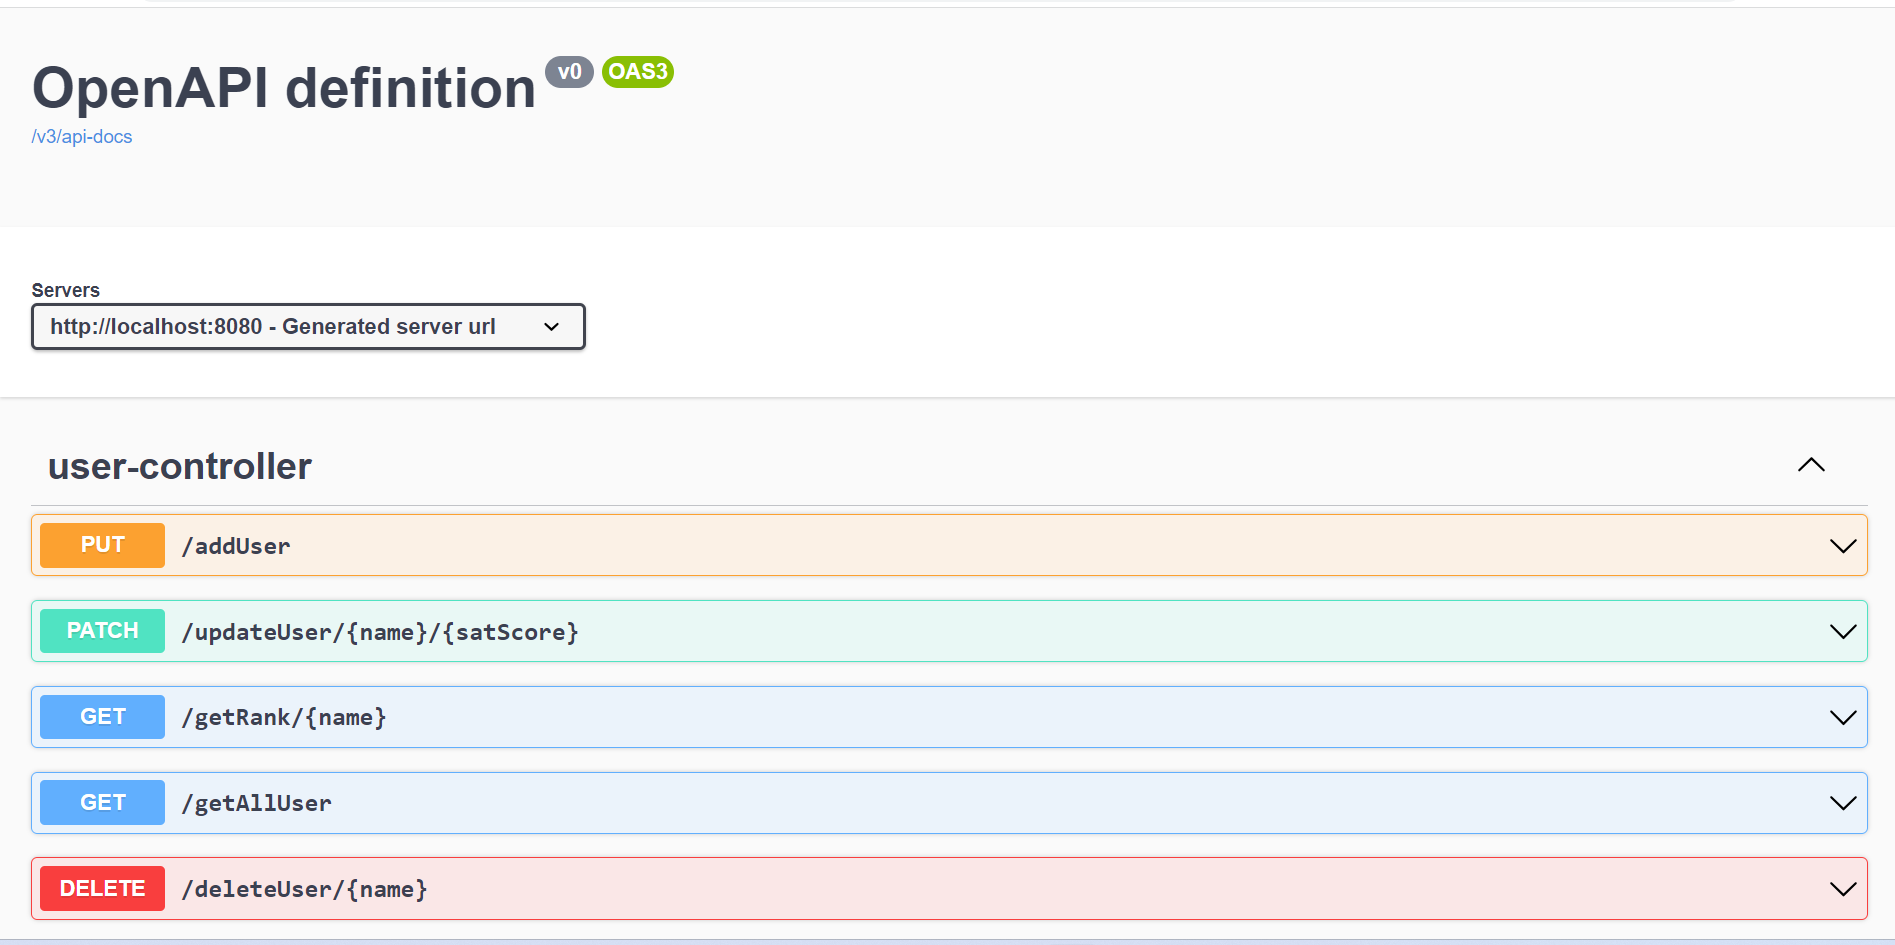 OpenAPI definition v0 OAS3
/v3/api-docs
Servers
http://localhost:8080 - Generated server url
user-controller
PUT /addUser
PATCH /updateUser/{name}/{satScore}
GET /getRank/{name}
GET /getAllUser
DELETE /deleteUser/{name}